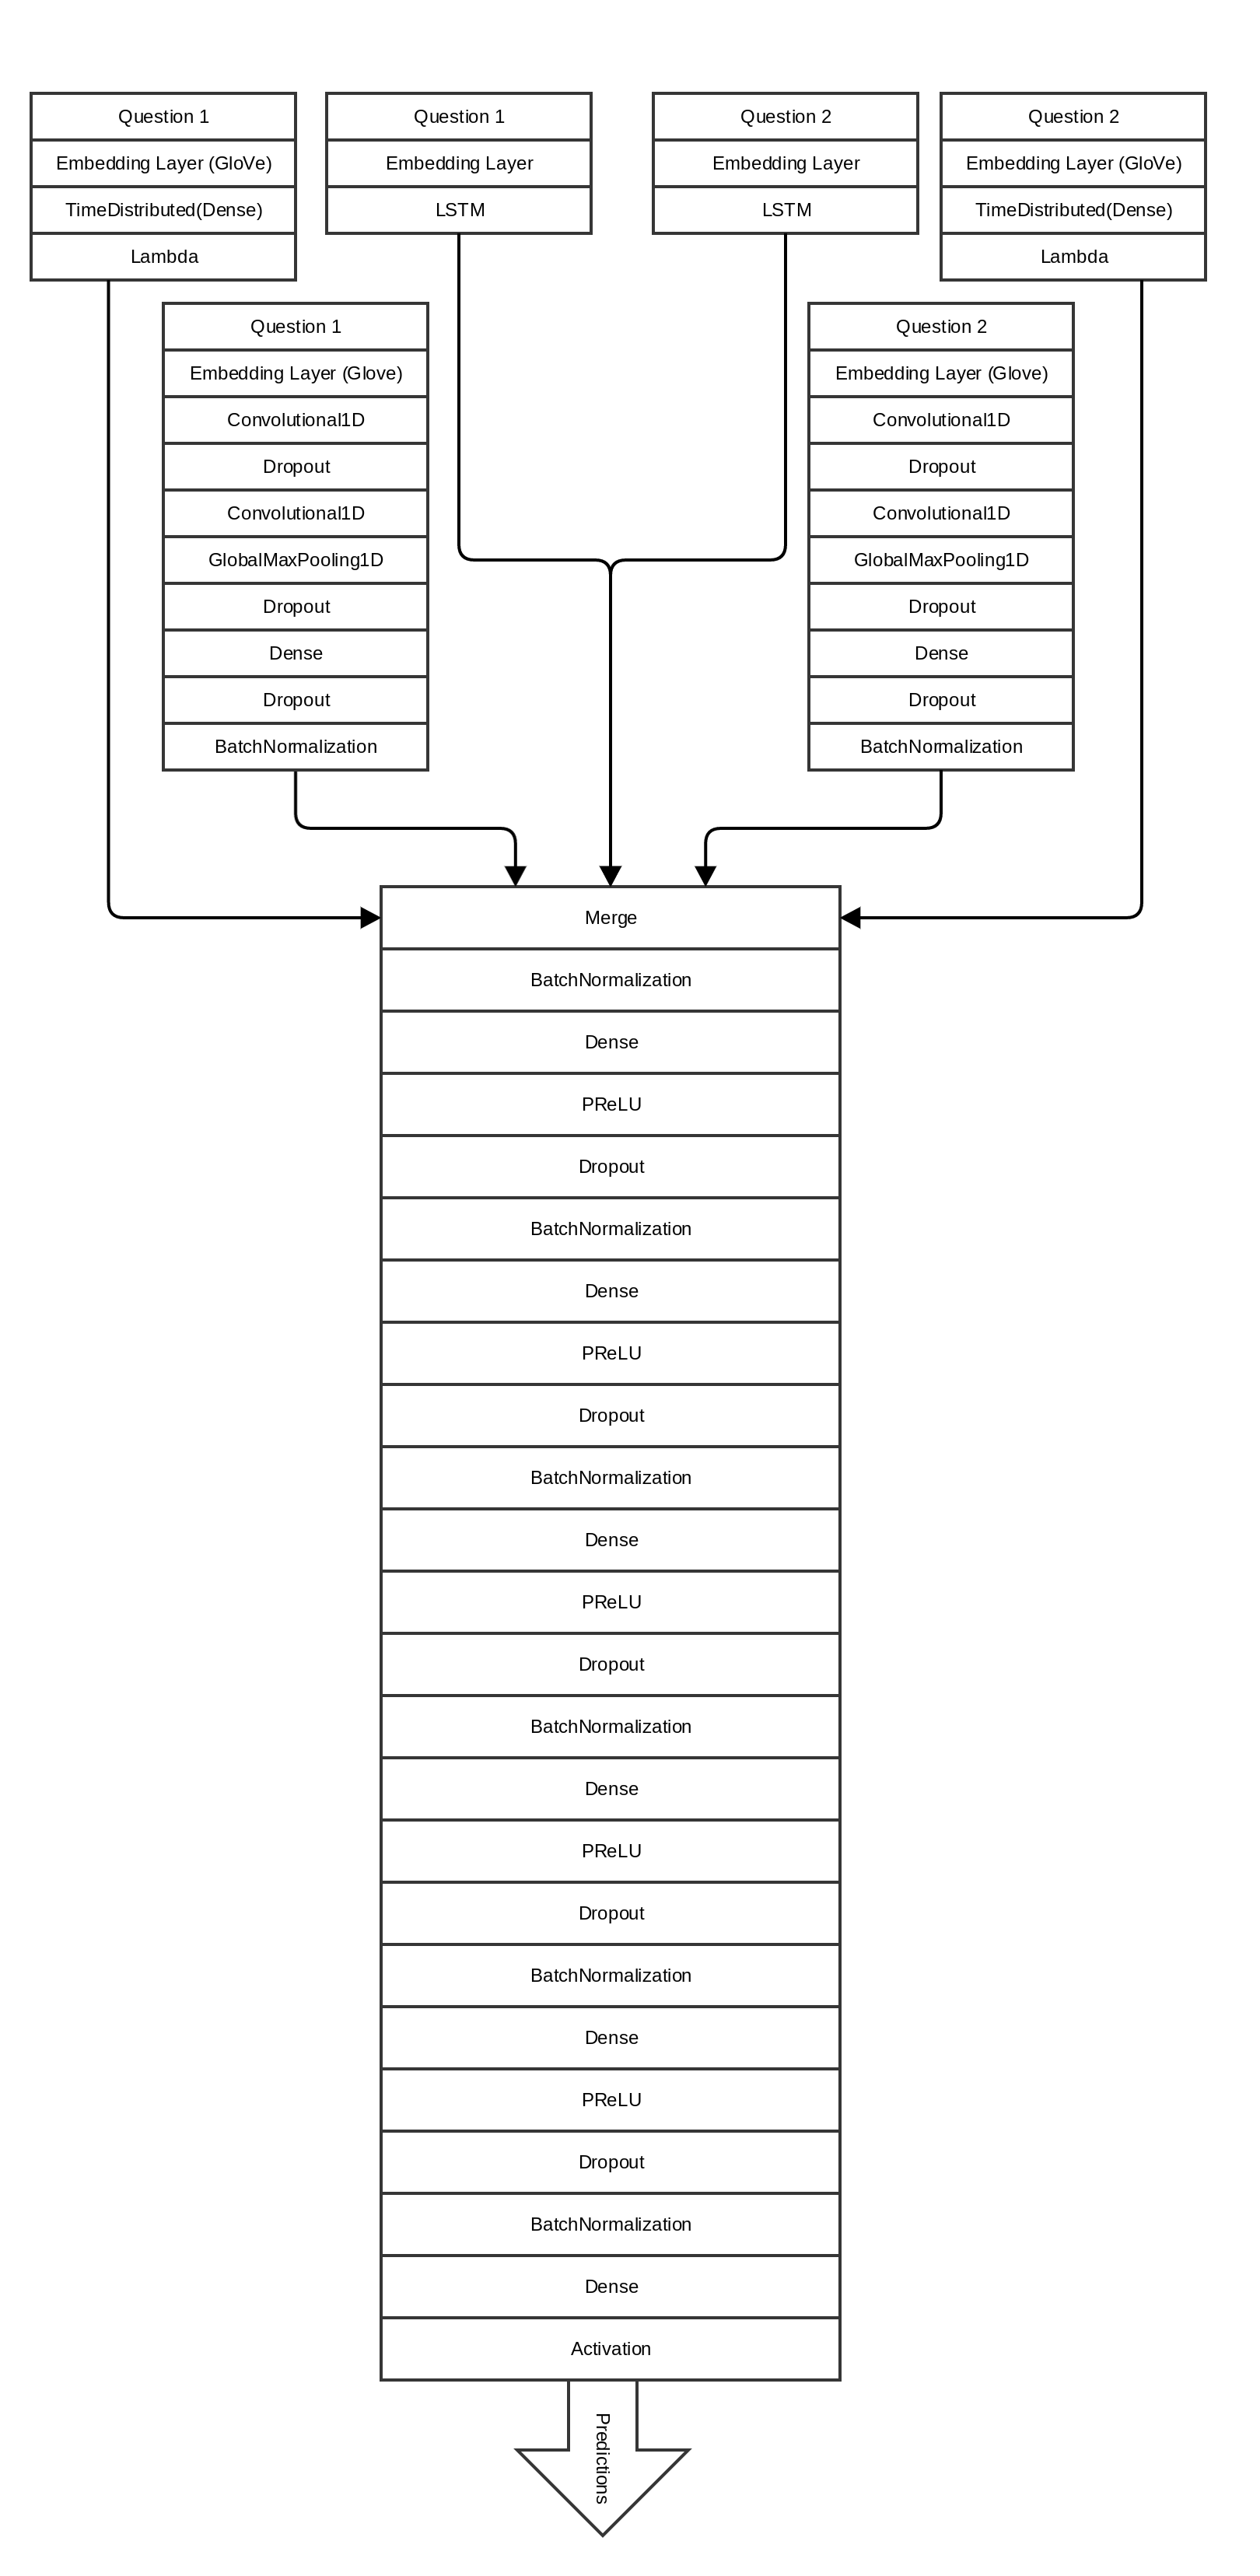 Question 1
Embedding Layer (GloVe)
TimeDistributed(Dense)
Lambda
Question 1
Embedding Layer
LSTM
Question 2
Embedding Layer
LSTM
Question 2
Embedding Layer (GloVe)
TimeDistributed(Dense)
Lambda
Question 1
Embedding Layer (Glove)
Convolutional1D
Dropout
Convolutional1D
GlobalMaxPooling1D
Dropout
Dense
Dropout
BatchNormalization
Question 2
Embedding Layer (Glove)
Convolutional1D
Dropout
Convolutional1D
GlobalMaxPooling1D
Dropout
Dense
Dropout
BatchNormalization
Merge
BatchNormalization
Dense
PReLU
Dropout
BatchNormalization
Dense
PReLU
Dropout
BatchNormalization
Dense
PReLU
Dropout
BatchNormalization
Dense
PReLU
Dropout
BatchNormalization
Dense
PReLU
Dropout
BatchNormalization
Dense
Activation
Predictions